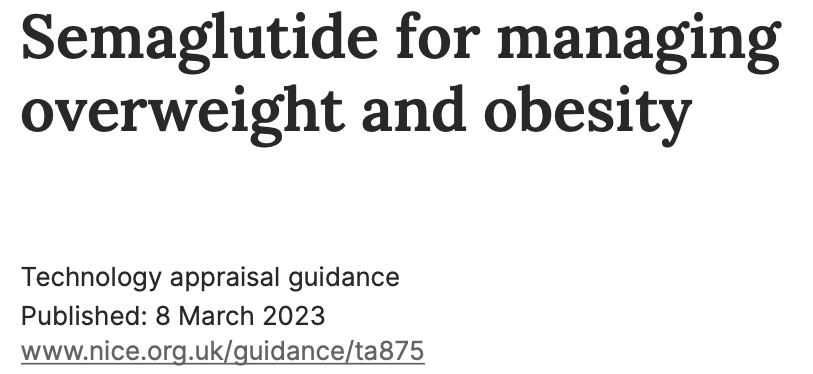 Semaglutide for managing
overweight and obesity
Technology appraisal guidance
Published: 8 March 2023
www.nice.org.uk/guidance/ta875